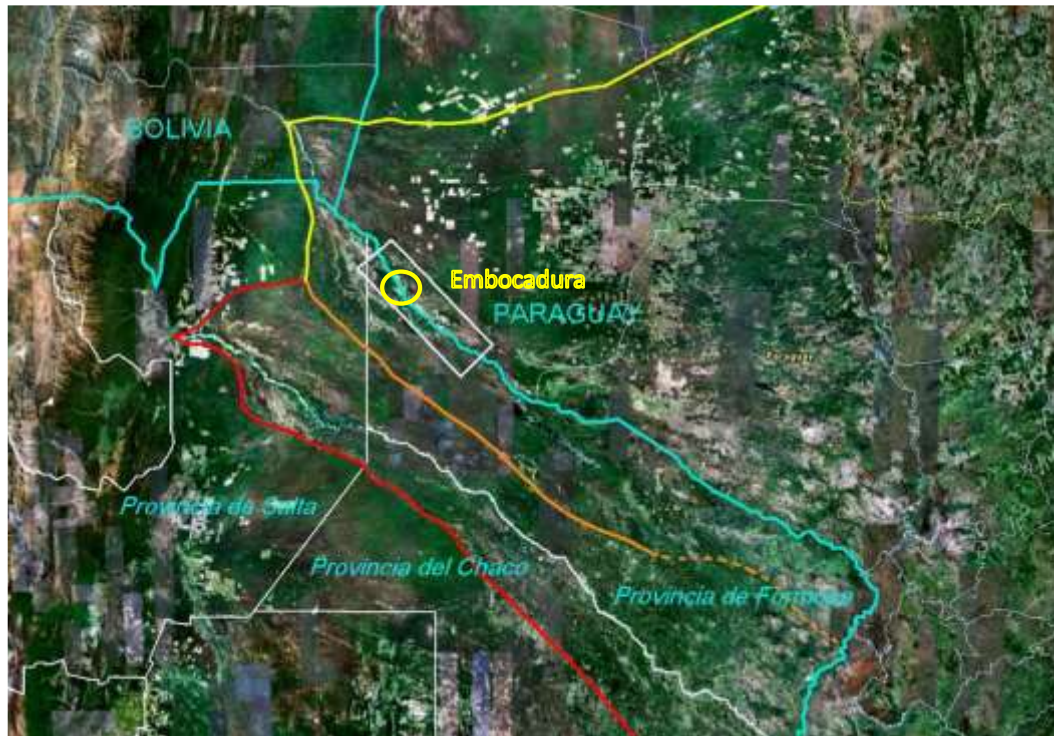 BOLIVIA
Embocadura
PARAGUAY
Provincia de Salta
Provincia del Chaco
Provincia de Formosa